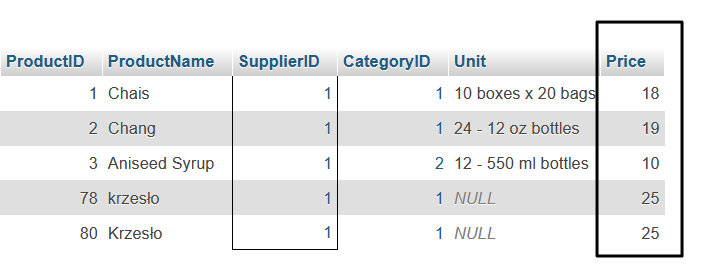 ProductID ProductName SupplierID CategoryID Unit Price
1 Chais 1 1 10 boxes x 20 bags 18
2 Chang 1 1 24 - 12 oz bottles 19
3 Aniseed Syrup 1 2 12 - 550 ml bottles 10
78 krzesło 1 1 NULL 25
80 Krzesło 1 1 NULL 25